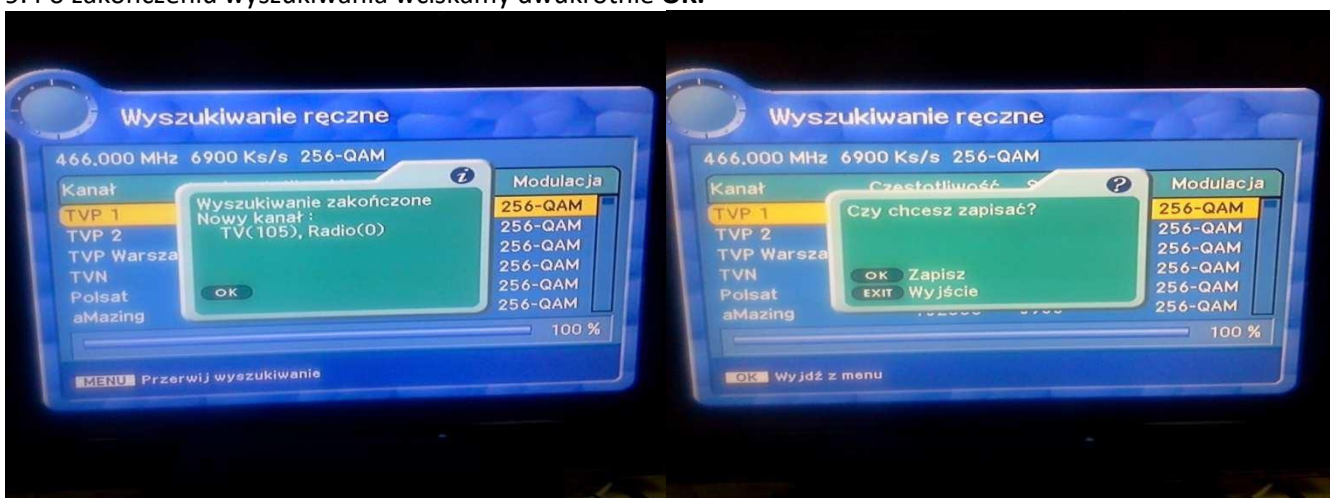 Po zakończeniu wyszukiwania wciskamy dwukrotnie OK.
Wyszukiwanie ręczne
466.000 MHz 6900 Ks/s 256-QAM
Kanał Modulacja
TVP 1 256-QAM
TVP 2 256-QAM
TVP Warsza 256-QAM
TVN 256-QAM
Polsat 256-QAM
aMazing 256-QAM
Wyszukiwanie zakończone
Nowy kanał :
TV(105), Radio(0)
OK
100 %
MENU Przerwij wyszukiwanie
Wyszukiwanie ręczne
466.000 MHz 6900 Ks/s 256-QAM
Kanał Częstotliwość Modulacja
TVP 1 256-QAM
TVP 2 256-QAM
TVP Warsza 256-QAM
TVN 256-QAM
Polsat 256-QAM
aMazing 256-QAM
Czy chcesz zapisać?
OK Zapisz
EXIT Wyjście
100 %
OK Wyjdź z menu